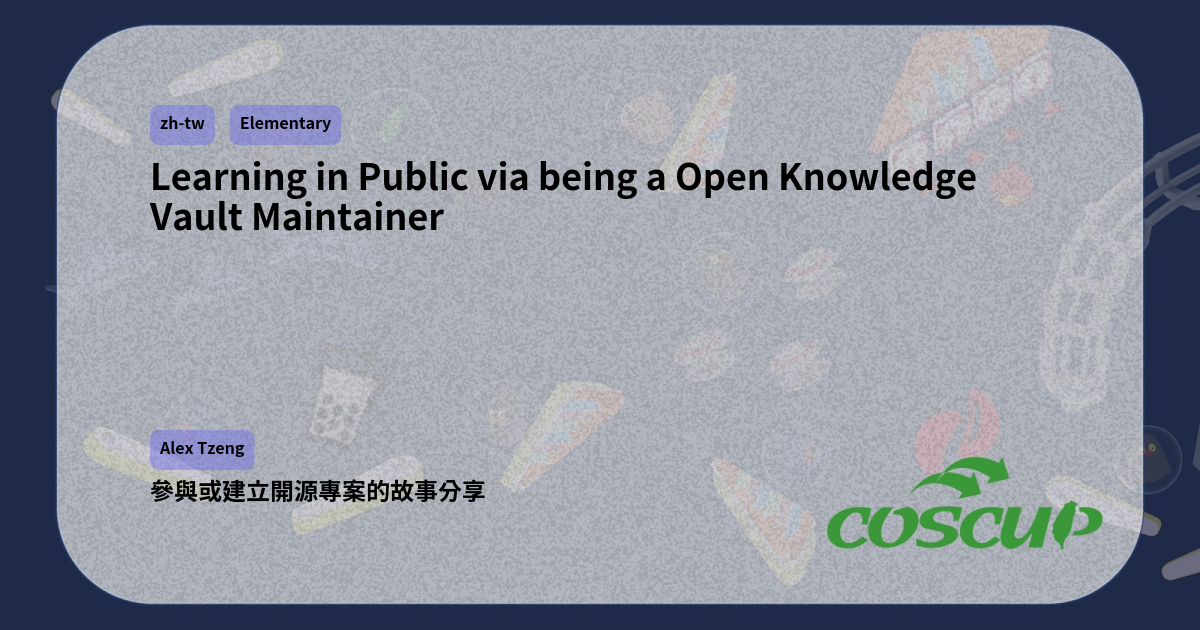 zh-tw Elementary
Learning in Public via being a Open Knowledge
Vault Maintainer
Alex Tzeng
參與或建立開源專案的故事分享
COSCUP